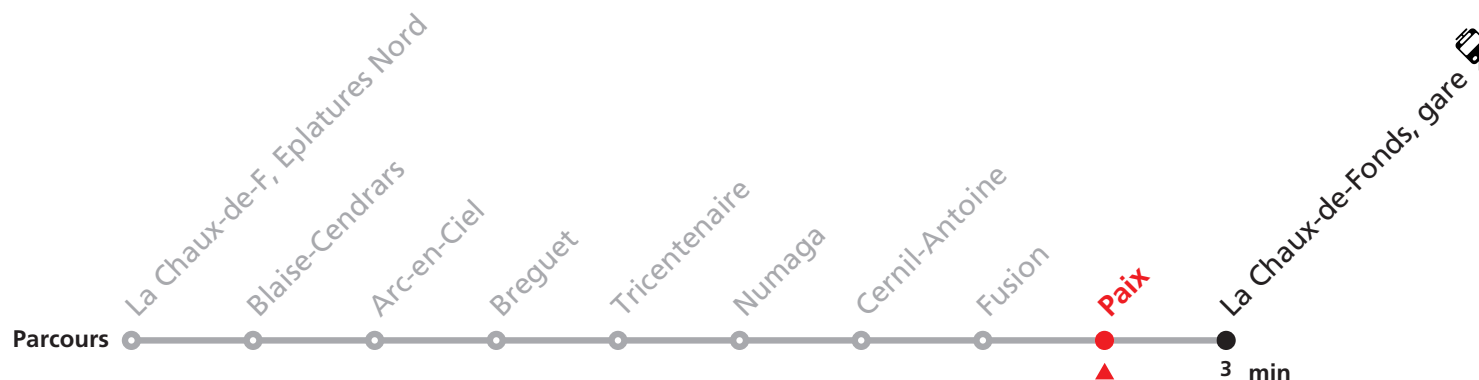 La Chaux-de-F, Eplatures Nord
Blaise-Cendrars
Arc-en-Ciel
Breguet
Tricentenaire
Numaga
Cernil-Antoine
Fusion
Paix
La Chaux-de-Fonds, gare
Parcours
3 min